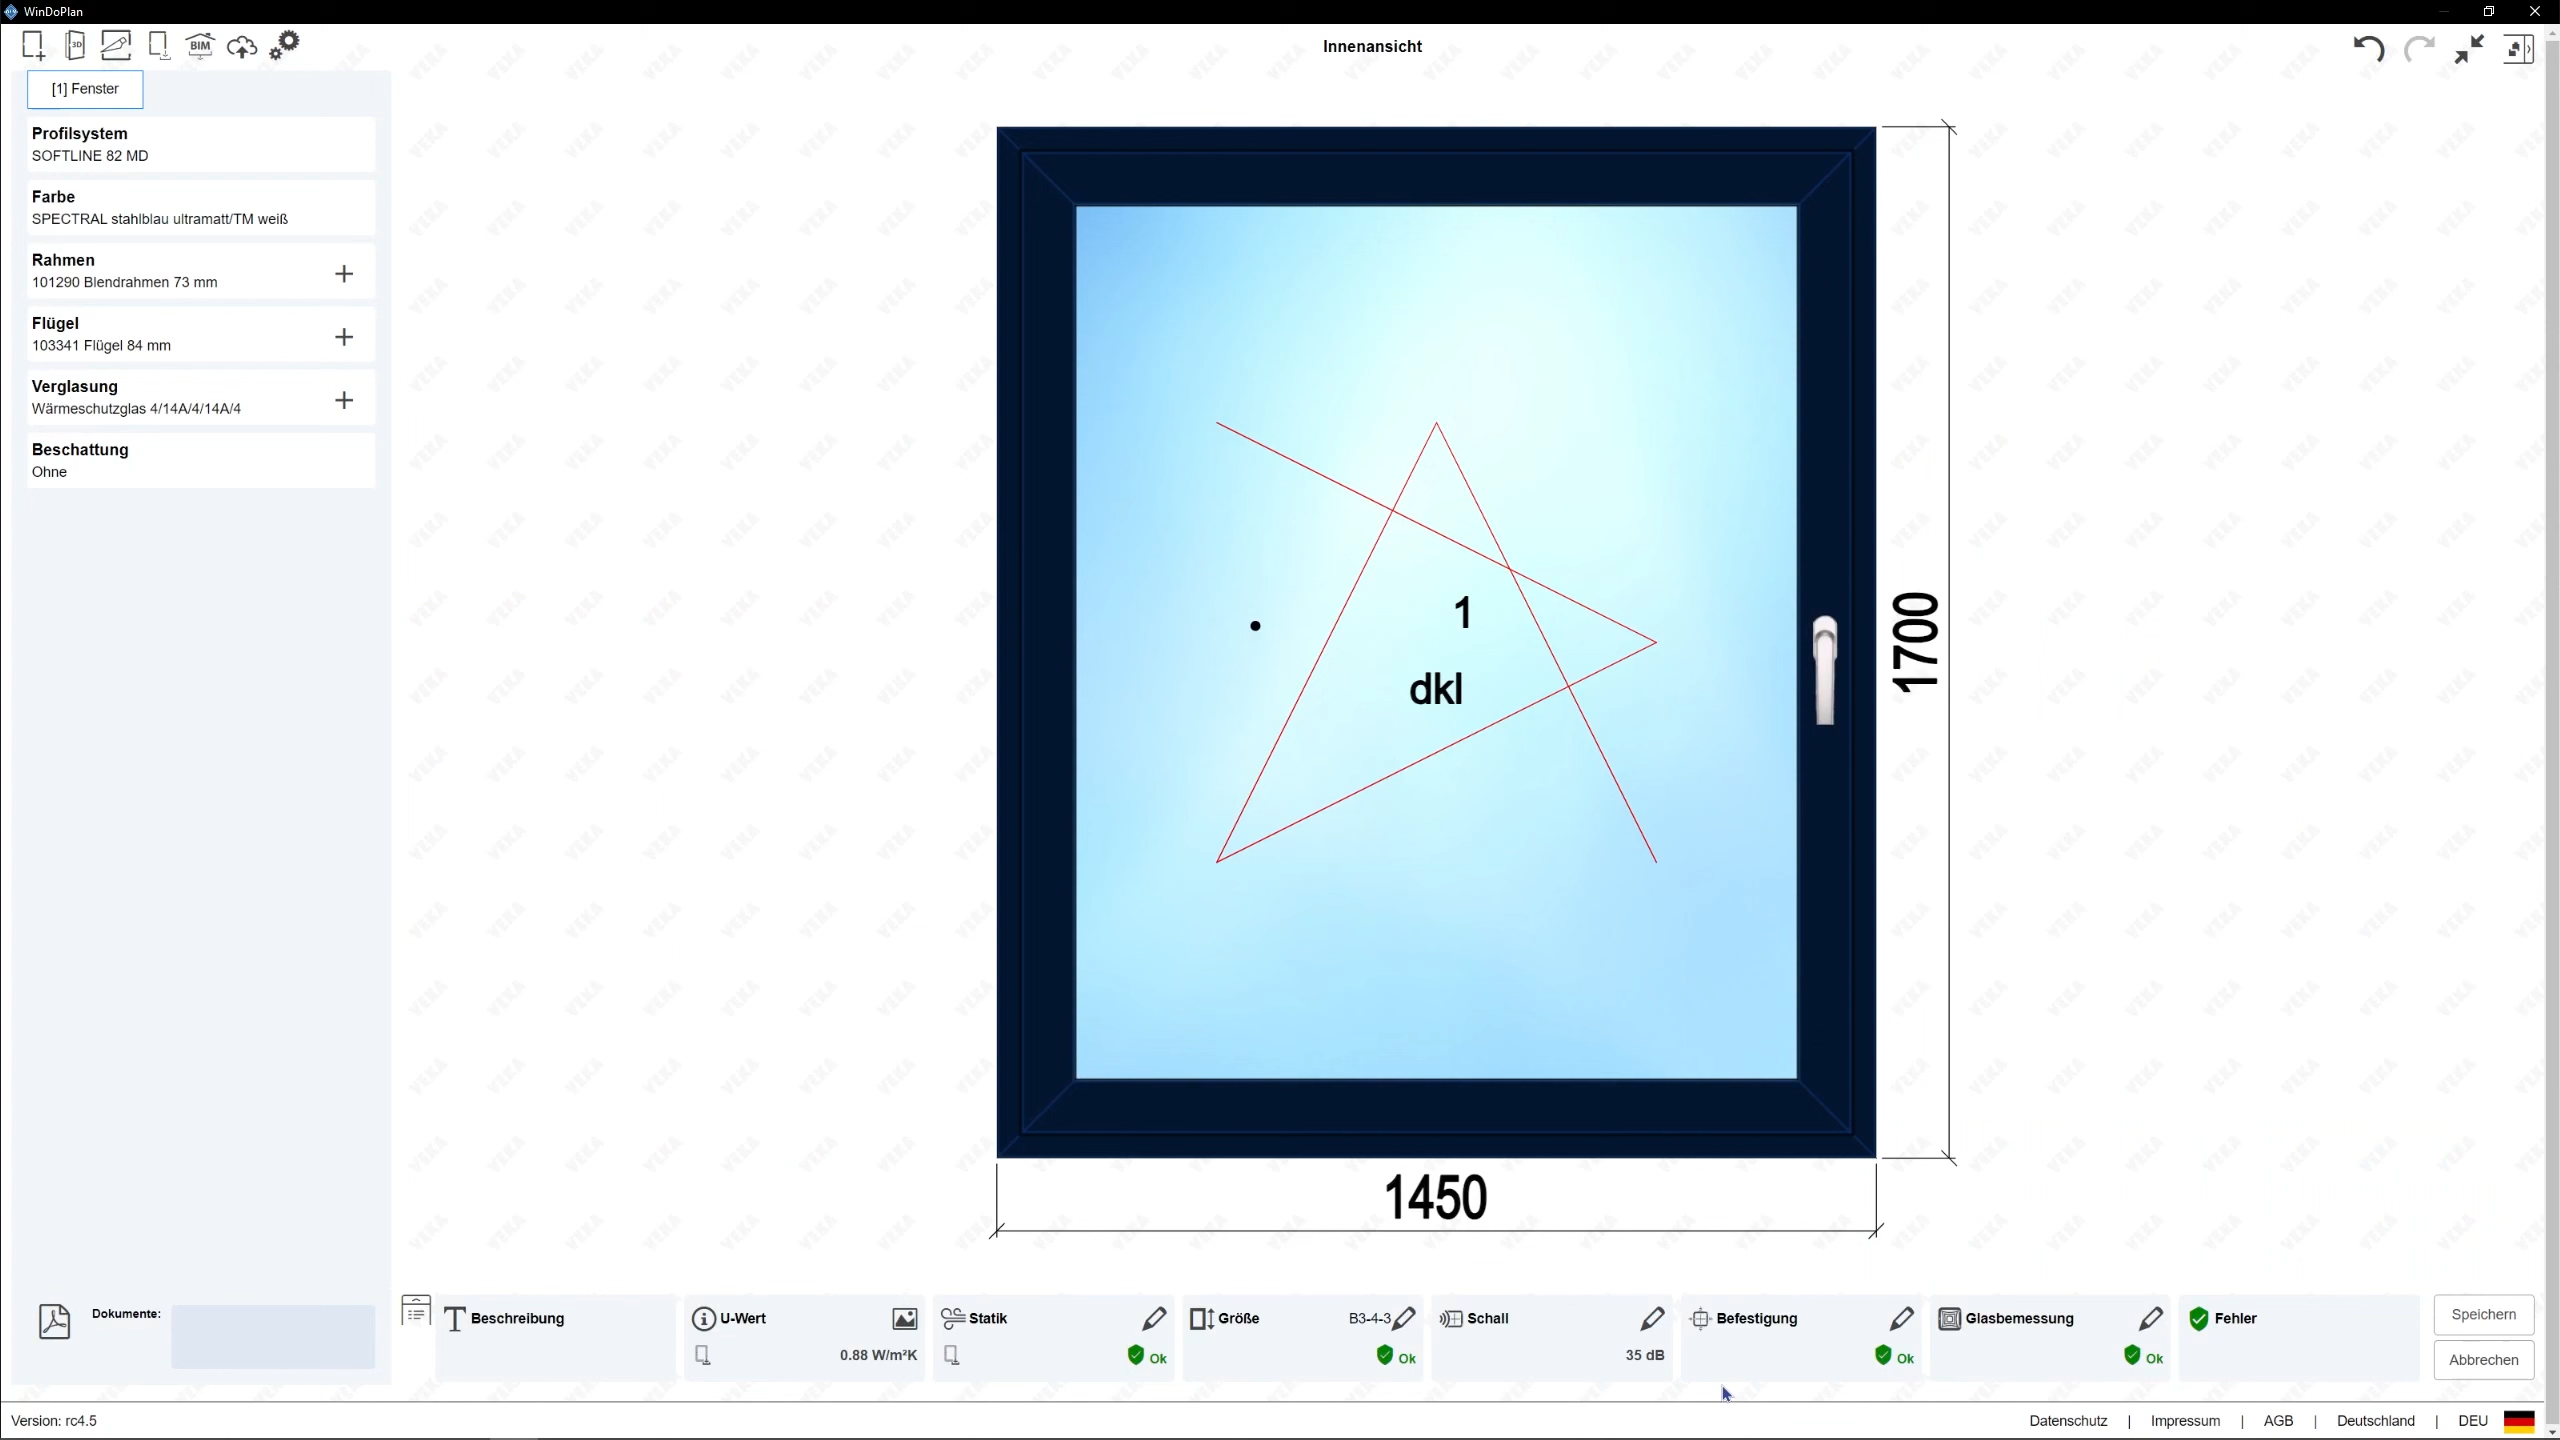 WinDoPlan
3D
BIM
Innenansicht
[1] Fenster
Profilsystem
SOFTLINE 82 MD
Farbe
SPECTRAL stahlblau ultramatt/TM weiß
Rahmen
101290 Blendrahmen 73 mm
Flügel
103341 Flügel 84 mm
Verglasung
Wärmeschutzglas 4/14A/4/14A/4
Beschattung
Ohne
1
dkl
1700
1450
Dokumente:
Beschreibung
U-Wert
0.88 W/m²K
Statik
Ok
Größe
B3-4-3
Ok
Schall
35 dB
Befestigung
Ok
Glasbemessung
Ok
Fehler
Speichern
Abbrechen
Version: rc4.5
Datenschutz | Impressum | AGB | Deutschland | DEU
VEKA